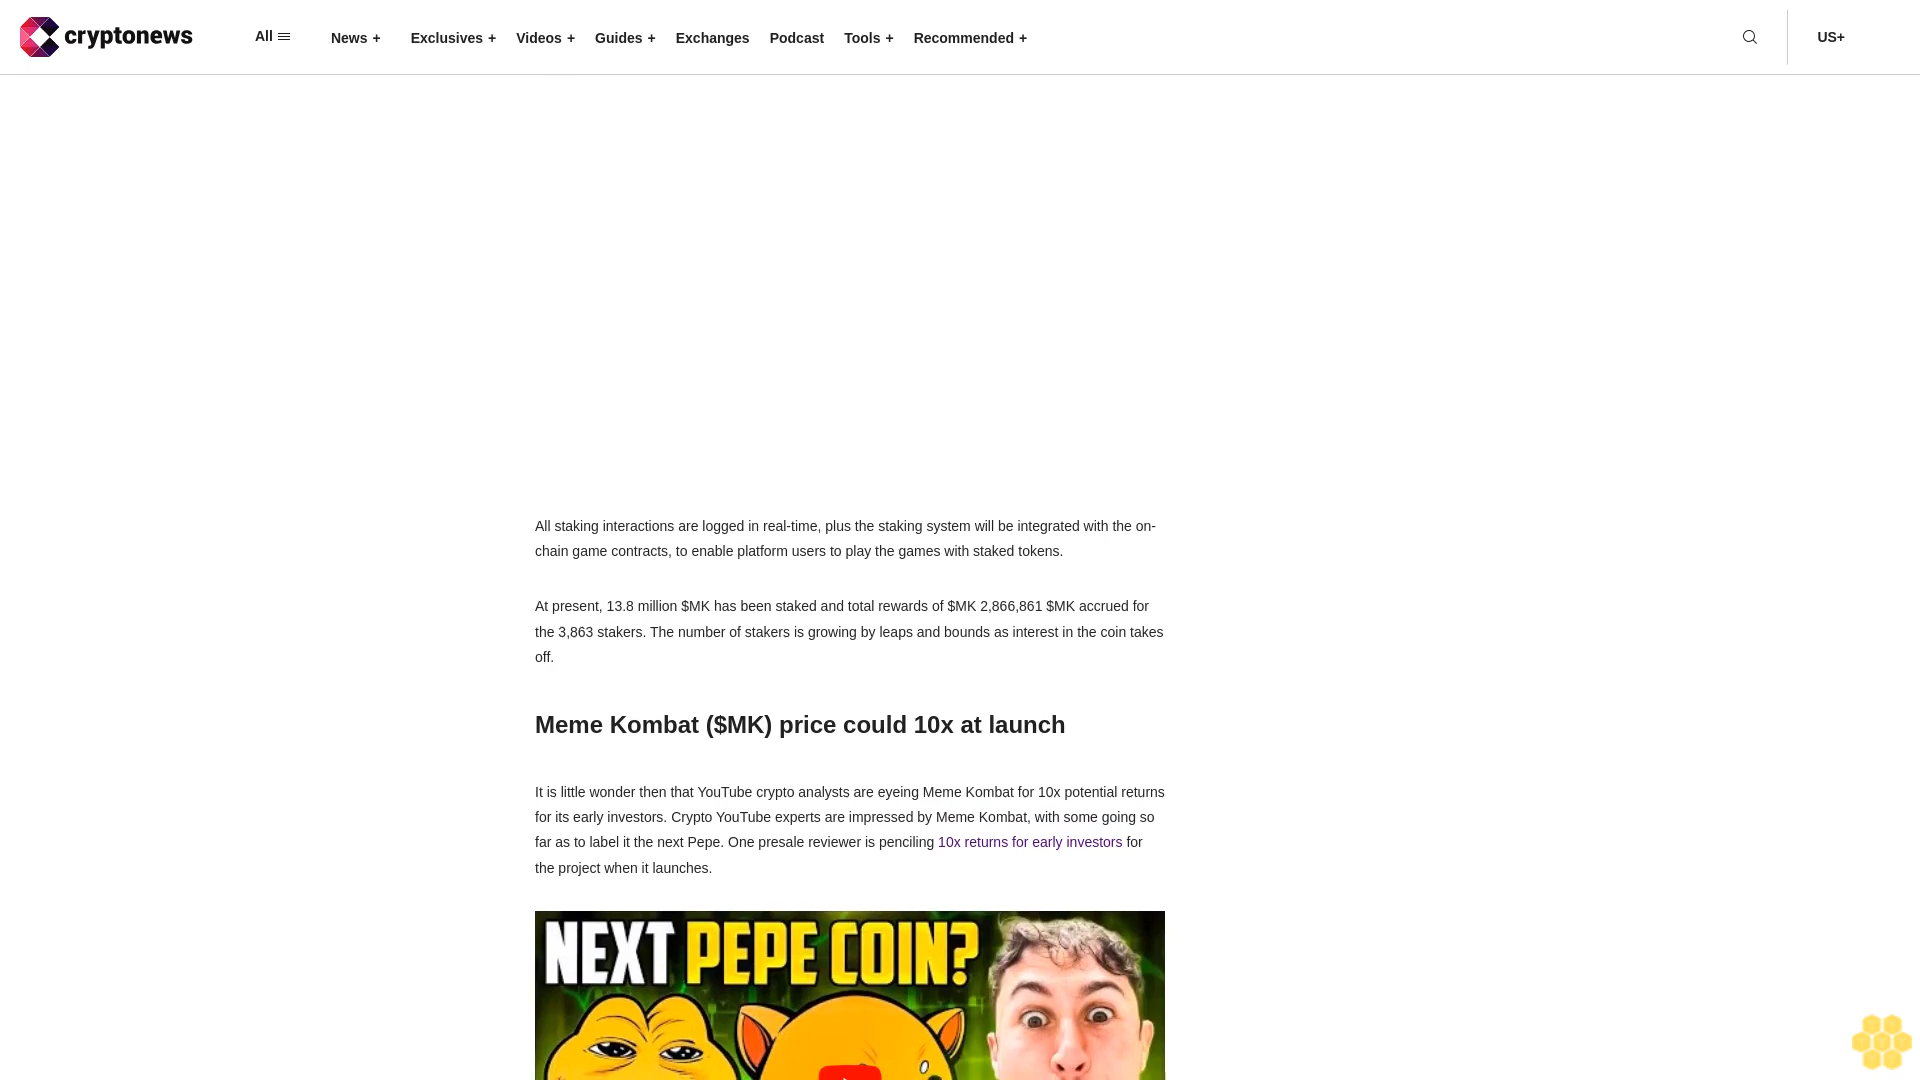 cryptonews
All
News +
Exclusives +
Videos +
Guides +
Exchanges
Podcast
Tools +
Recommended +
US+
All staking interactions are logged in real-time, plus the staking system will be integrated with the on-
chain game contracts, to enable platform users to play the games with staked tokens.
At present, 13.8 million $MK has been staked and total rewards of $MK 2,866,861 $MK accrued for
the 3,863 stakers. The number of stakers is growing by leaps and bounds as interest in the coin takes
off.
Meme Kombat ($MK) price could 10x at launch
It is little wonder then that YouTube crypto analysts are eyeing Meme Kombat for 10x potential returns
for its early investors. Crypto YouTube experts are impressed by Meme Kombat, with some going so
far as to label it the next Pepe. One presale reviewer is penciling 10x returns for early investors for
the project when it launches.
NEXT PEPE COIN?